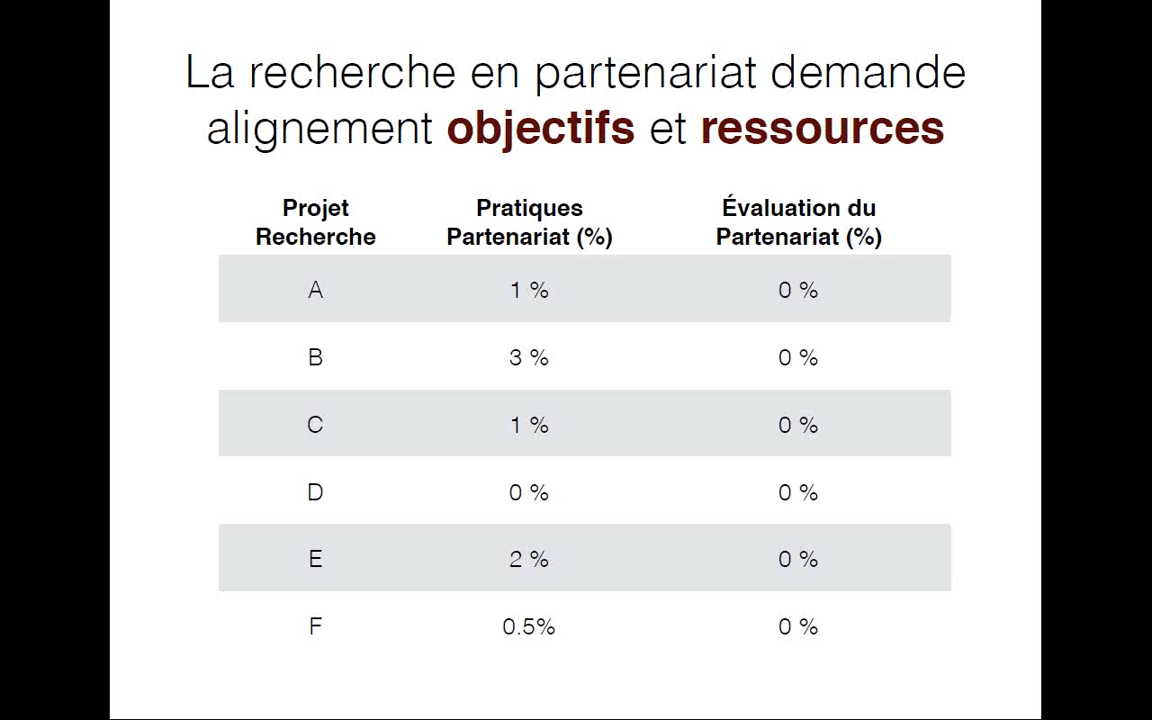 La recherche en partenariat demande
alignement objectifs et ressources
Projet Recherche Pratiques Partenariat (%) Évaluation du Partenariat (%)
A 1 % 0 %
B 3 % 0 %
C 1 % 0 %
D 0 % 0 %
E 2 % 0 %
F 0.5% 0 %